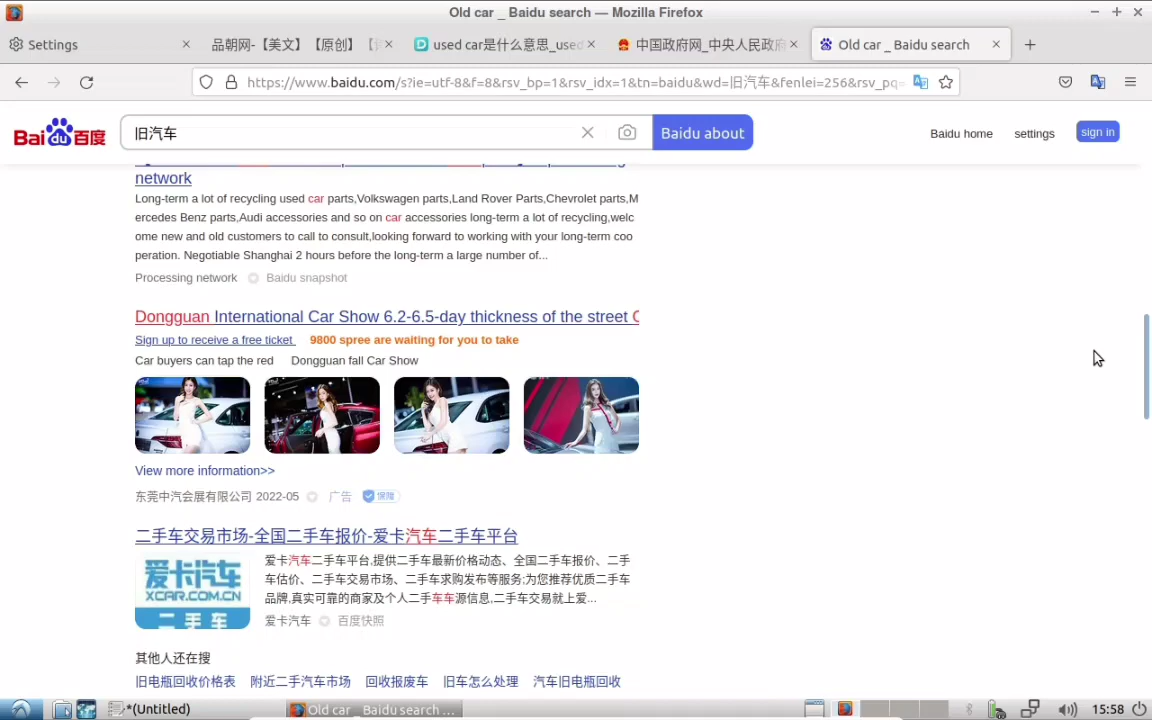 Old car _ Baidu search — Mozilla Firefox
Settings
品朝网-【美文】【原创】
used car是什么意思_used
中国政府网_中央人民政府
Old car _ Baidu search
https://www.baidu.com/s?ie=utf-8&f=8&rsv_bp=1&rsv_idx=1&tn=baidu&wd=旧汽车&fenlei=256&rsv_pq=
Bai du 百度
旧汽车
Baidu about
Baidu home
settings
sign in
network
Long-term a lot of recycling used car parts,Volkswagen parts,Land Rover Parts,Chevrolet parts,M
ercedes Benz parts,Audi accessories and so on car accessories long-term a lot of recycling,welc
ome new and old customers to call to consult,looking forward to working with your long-term coo
peration. Negotiable Shanghai 2 hours before the long-term a large number of...
Processing network Baidu snapshot
Dongguan International Car Show 6.2-6.5-day thickness of the street
Sign up to receive a free ticket 9800 spree are waiting for you to take
Car buyers can tap the red Dongguan fall Car Show
View more information>>
东莞中汽会展有限公司 2022-05 广告 保障
二手车交易市场-全国二手车报价-爱卡汽车二手车平台
爱卡汽车
XCAR.COM.CN
二手车
爱卡汽车二手车平台,提供二手车最新价格动态、全国二手车报价、二手
车估价、二手车交易市场、二手车求购发布等服务;为您推荐优质二手车
品牌,真实可靠的商家及个人二手车车源信息,二手车交易就上爱...
爱卡汽车 百度快照
其他人还在搜
旧电瓶回收价格表 附近二手汽车市场 回收报废车 旧车怎么处理 汽车旧电瓶回收
*(Untitled)
Old car _ Baidu search ...
15:58